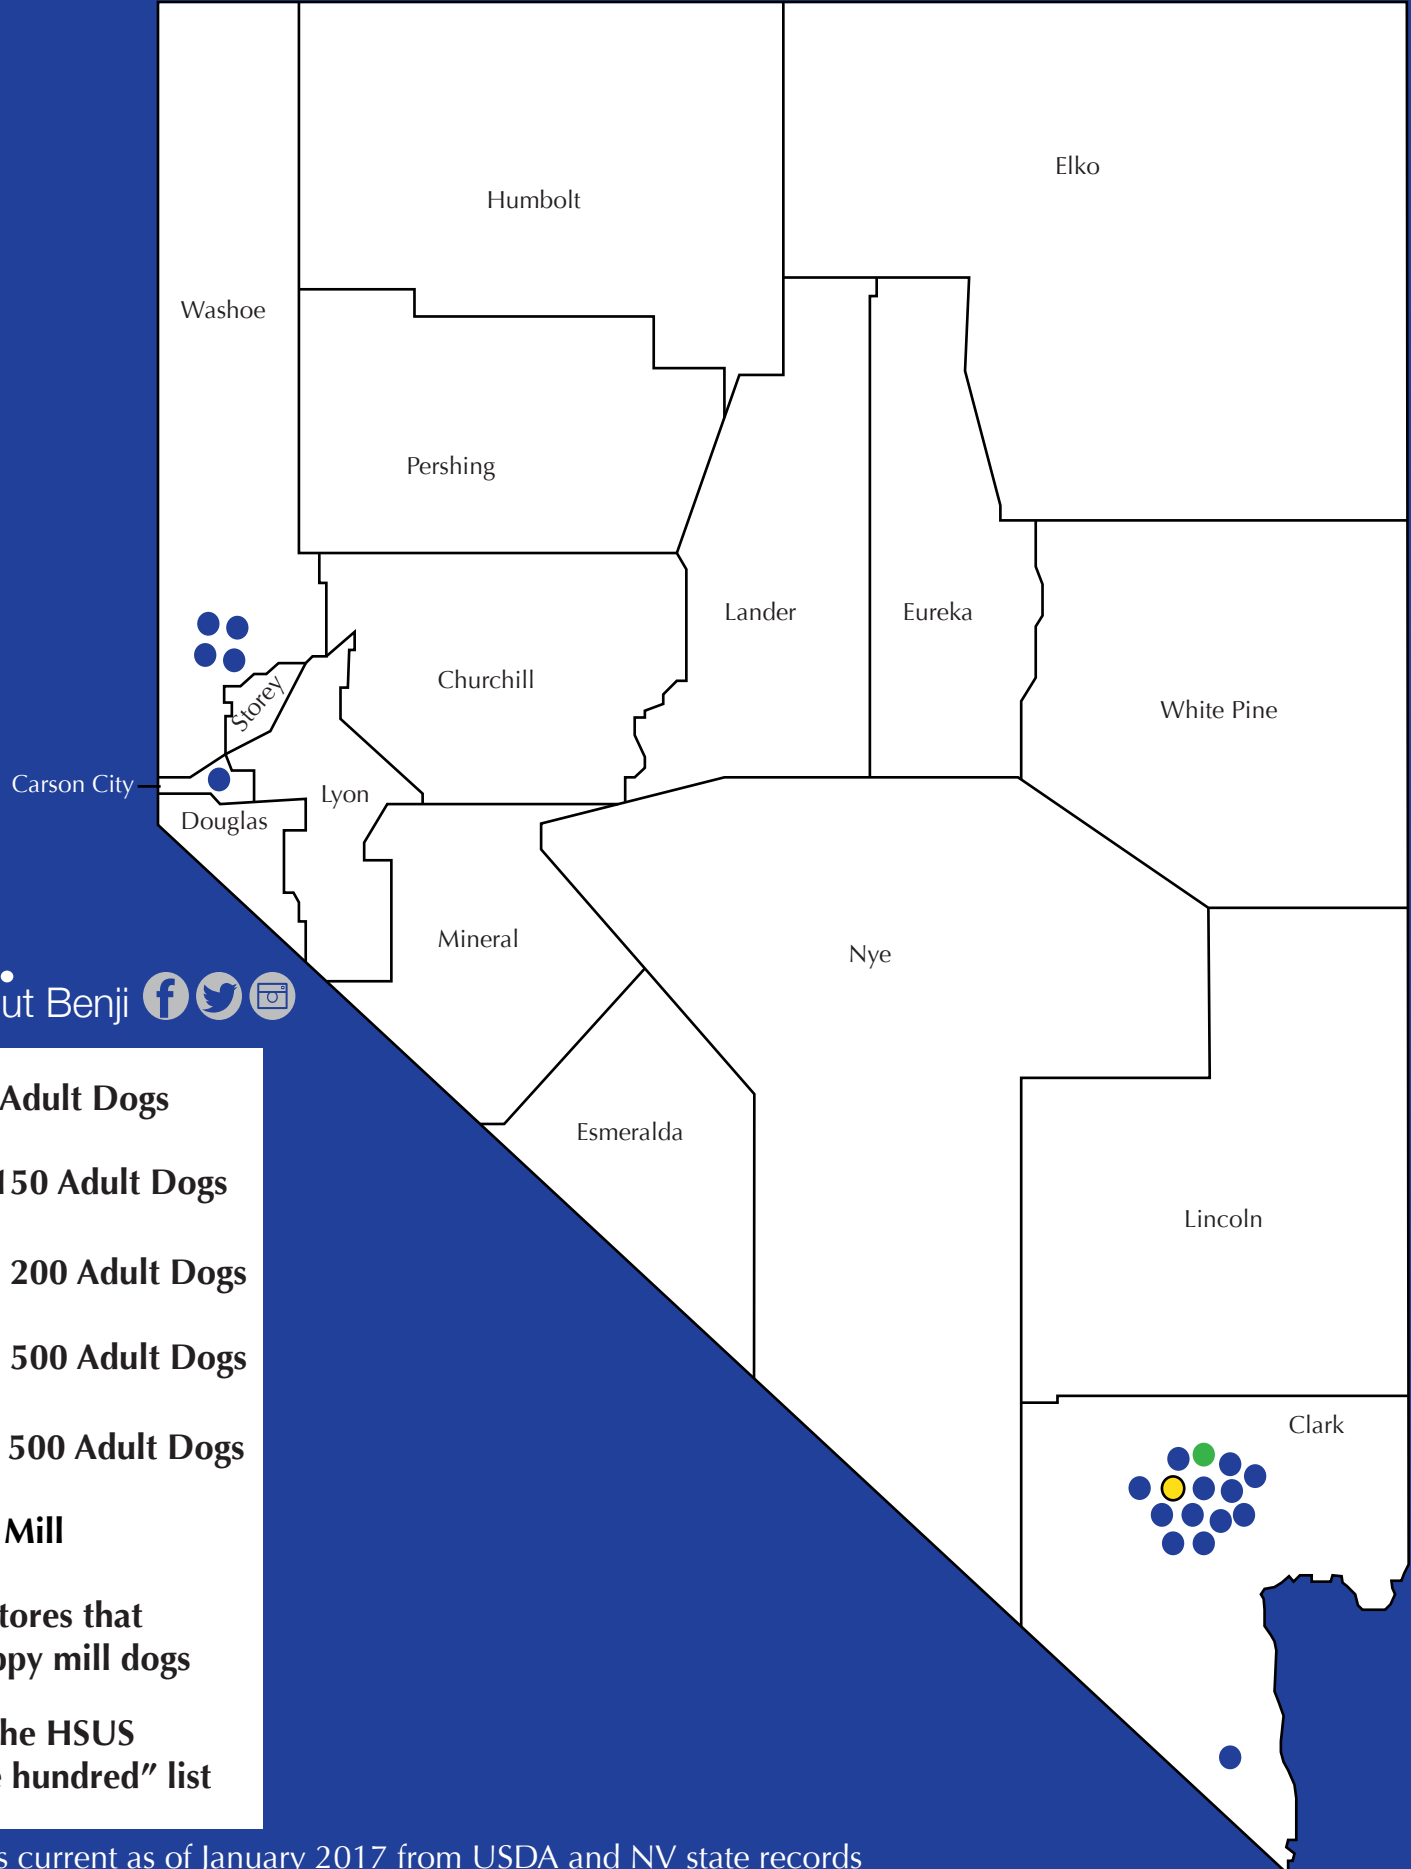 Elko
Humbolt
Washoe
Pershing
Lander
Eureka
Churchill
Storey
White Pine
Carson City
Lyon
Douglas
Mineral
Nye
ut Benji
Esmeralda
Lincoln
Clark
Adult Dogs
150 Adult Dogs
200 Adult Dogs
500 Adult Dogs
500 Adult Dogs
Mill
tores that
ppy mill dogs
he HSUS
e hundred” list
s current as of January 2017 from USDA and NV state records